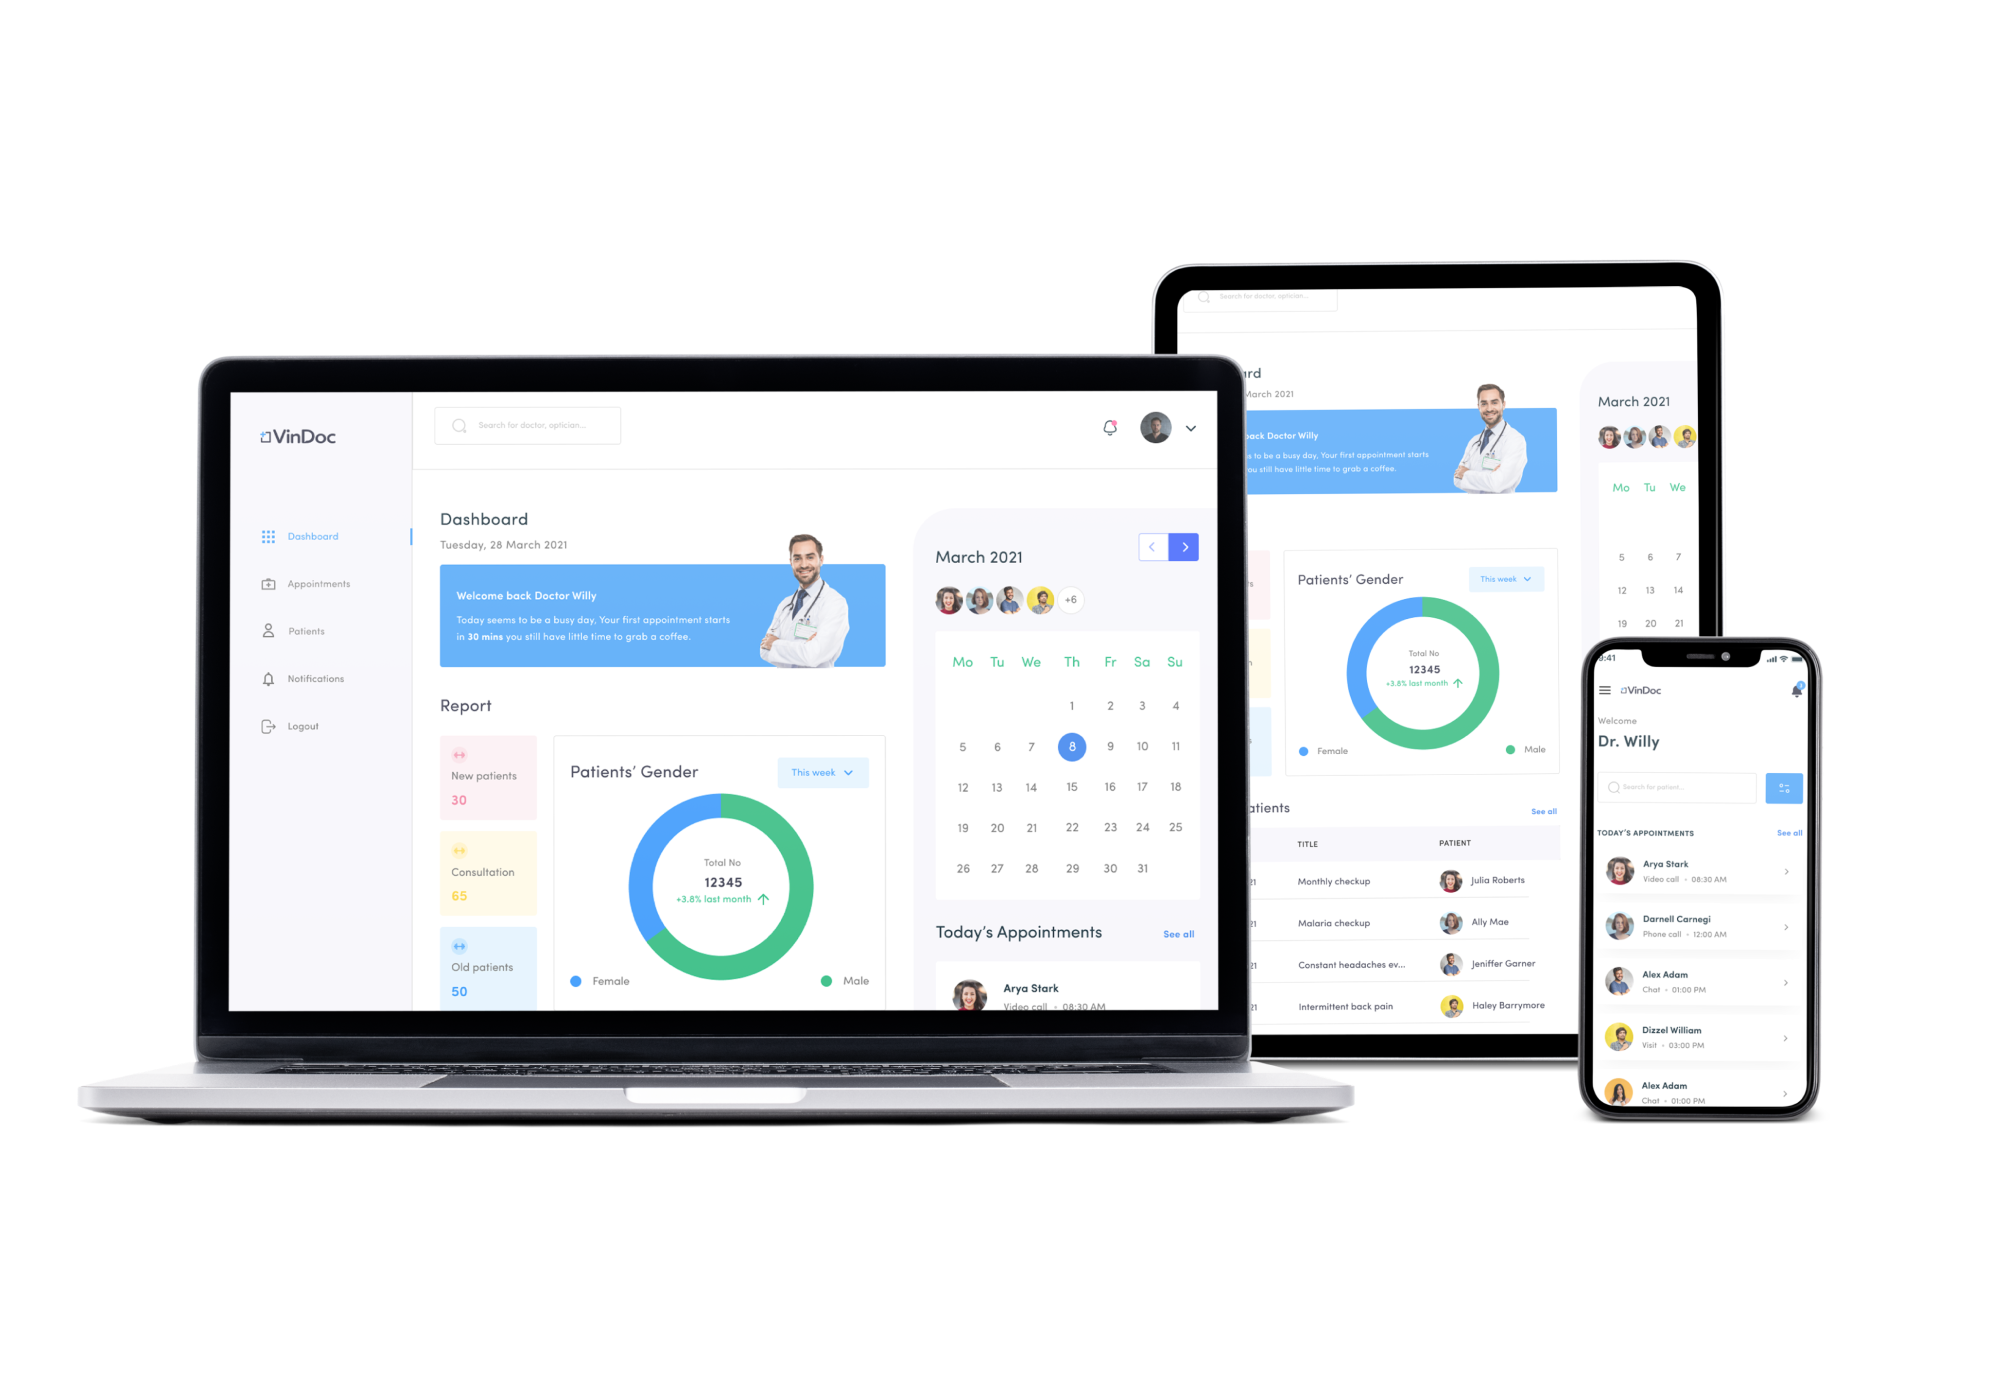 VinDoc
Search for doctor, optician...
Dashboard
Appointments
Patients
Notifications
Logout
Dashboard
Tuesday, 28 March 2021
Welcome back Doctor Willy
Today seems to be a busy day, Your first appointment starts
in 30 mins you still have little time to grab a coffee.
Report
New patients
30
Consultation
65
Old patients
50
Patients' Gender
This week
Total No
12345
+3.8% last month
Female
Male
March 2021
+6
Mo Tu We Th Fr Sa Su
1 2 3 4
5 6 7 8 9 10 11
12 13 14 15 16 17 18
19 20 21 22 23 24 25
26 27 28 29 30 31
Today's Appointments
See all
Arya Stark
Video call • 08:30 AM
Search for doctor, optician...
rd
March 2021
ack Doctor Willy
s to be a busy day, Your first appointment starts
ou still have little time to grab a coffee.
Patients' Gender
This week
Total No
12345
+3.8% last month
Female
Male
March 2021
Mo Tu We
5 6 7
12 13 14
19 20 21
atients
See all
TITLE PATIENT
21 Monthly checkup Julia Roberts
21 Malaria checkup Ally Mae
21 Constant headaches ev... Jeniffer Garner
21 Intermittent back pain Haley Barrymore
9:41
VinDoc
Welcome
Dr. Willy
Search for patient...
TODAY'S APPOINTMENTS
See all
Arya Stark
Video call • 08:30 AM
Darnell Carnegi
Phone call • 12:00 AM
Alex Adam
Chat • 01:00 PM
Dizzel William
Visit • 03:00 PM
Alex Adam
Chat • 01:00 PM